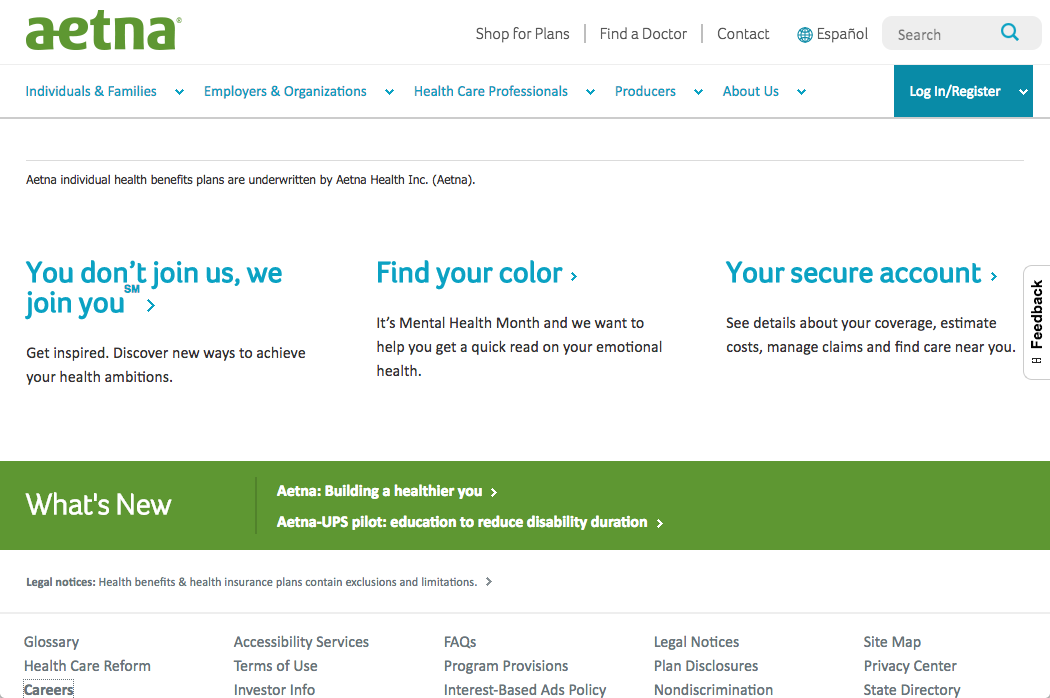 aetna®
Shop for Plans | Find a Doctor | Contact Español Search
Individuals & Families Employers & Organizations Health Care Professionals Producers About Us Log In/Register
Aetna individual health benefits plans are underwritten by Aetna Health Inc. (Aetna).
You don't join us, we
join you℠ ›
Get inspired. Discover new ways to achieve
your health ambitions.
Find your color ›
It's Mental Health Month and we want to
help you get a quick read on your emotional
health.
Your secure account ›
See details about your coverage, estimate
costs, manage claims and find care near you.
Feedback
What's New
Aetna: Building a healthier you ›
Aetna-UPS pilot: education to reduce disability duration ›
Legal notices: Health benefits & health insurance plans contain exclusions and limitations. ›
Glossary Accessibility Services FAQs Legal Notices Site Map
Health Care Reform Terms of Use Program Provisions Plan Disclosures Privacy Center
Careers Investor Info Interest-Based Ads Policy Nondiscrimination State Directory